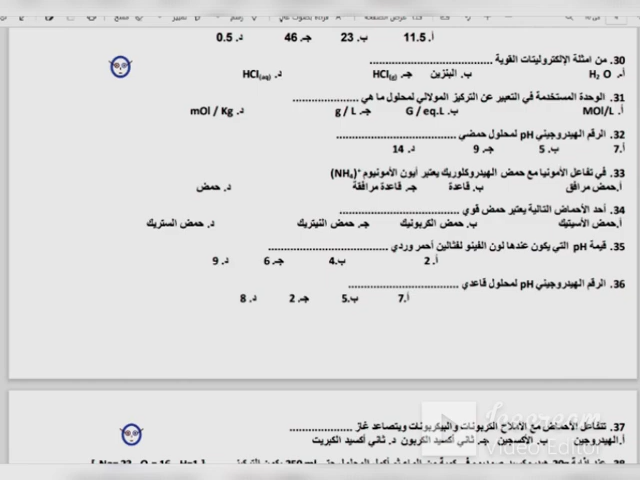 أ. 11.5 ب. 23 جـ. 46 د. 0.5
30. من امثلة الإلكتروليتات القوية ..............................
أ. H₂ O ب. البنزين جـ. HCl(g) د. HCl(aq)
31. الوحدة المستخدمة في التعبير عن التركيز المولالي لمحلول ما هي ..................
أ. MOl/L ب. G / eq.L جـ. g / L د. mOl / Kg
32. الرقم الهيدروجيني pH لمحلول حمضي ..............................
أ.7 ب. 5 جـ. 9 د. 14
33. في تفاعل الأمونيا مع حمض الهيدروكلوريك يعتبر أيون الأمونيوم (NH₄)⁺
أ.حمض مرافق ب. قاعدة جـ. قاعدة مرافقة د. حمض
34. أحد الأحماض التالية يعتبر حمض قوي ..............................
أ.حمض الأسيتيك ب. حمض الكربونيك جـ. حمض النيتريك د. حمض الستريك
35. قيمة pH التي يكون عندها لون الفينو لفثالين أحمر وردي ..............................
أ. 2 ب.4 جـ. 6 د. 9
36. الرقم الهيدروجيني pH لمحلول قاعدي ..............................
أ.7 ب.5 جـ. 2 د. 8
37. تتفاعل الأحماض مع الأملاح الكربونات والبيكربونات ويتصاعد غاز ..................
أ.الهيدروجين ب. الأكسجين جـ. ثاني أكسيد الكربون د. ثاني أكسيد الكبريت
Video Editor